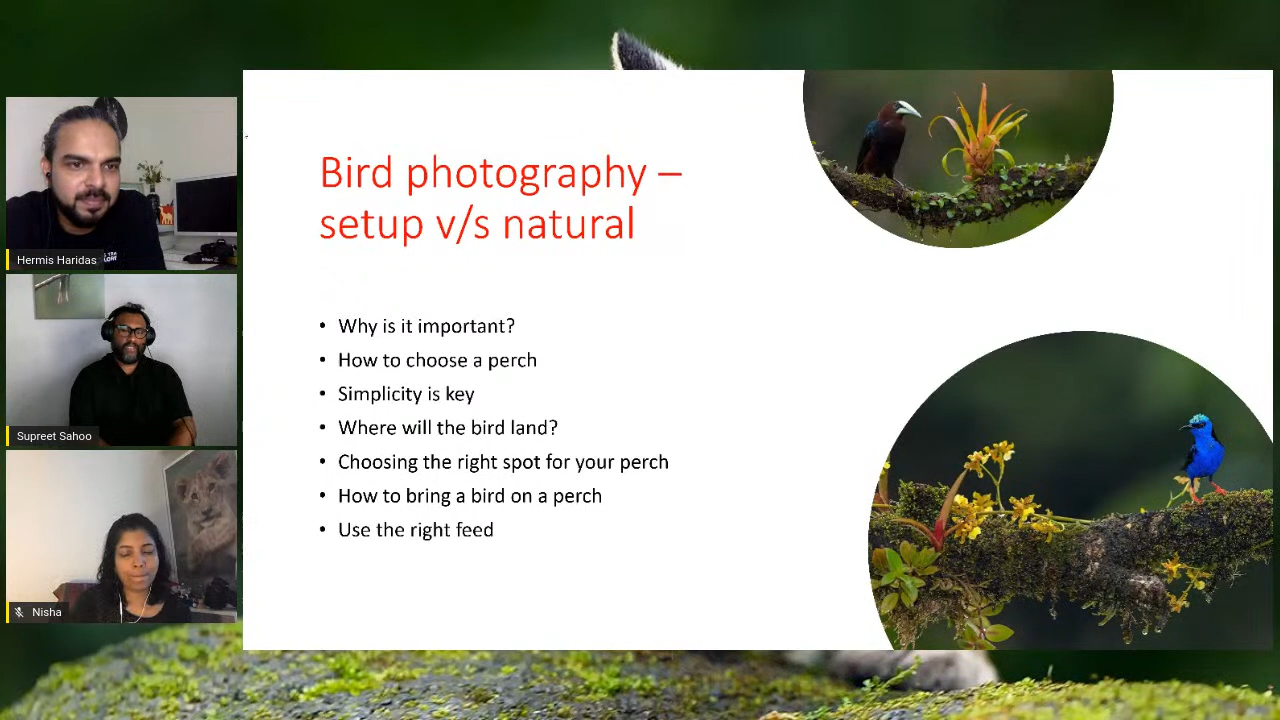 Bird photography –
setup v/s natural
• Why is it important?
• How to choose a perch
• Simplicity is key
• Where will the bird land?
• Choosing the right spot for your perch
• How to bring a bird on a perch
• Use the right feed
Hermis Haridas
Supreet Sahoo
Nisha